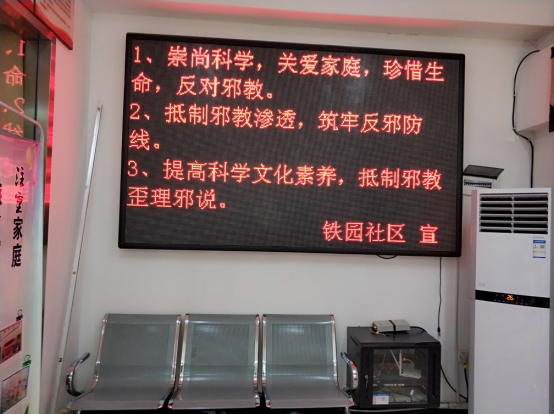 1、崇尚科学，关爱家庭，珍惜生
命，反对邪教。
2、抵制邪教渗透，筑牢反邪防
线。
3、提高科学文化素养，抵制邪教
歪理邪说。
铁园社区 宣
注重家庭
26